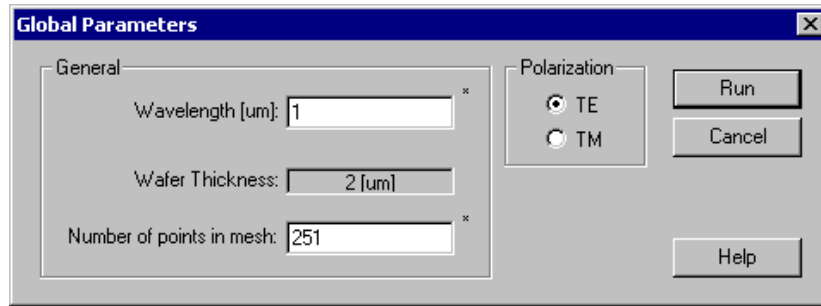 Global Parameters
General
Wavelength [um]: 1 *
Wafer Thickness: 2 [um]
Number of points in mesh: 251 *
Polarization
TE
TM
Run
Cancel
Help